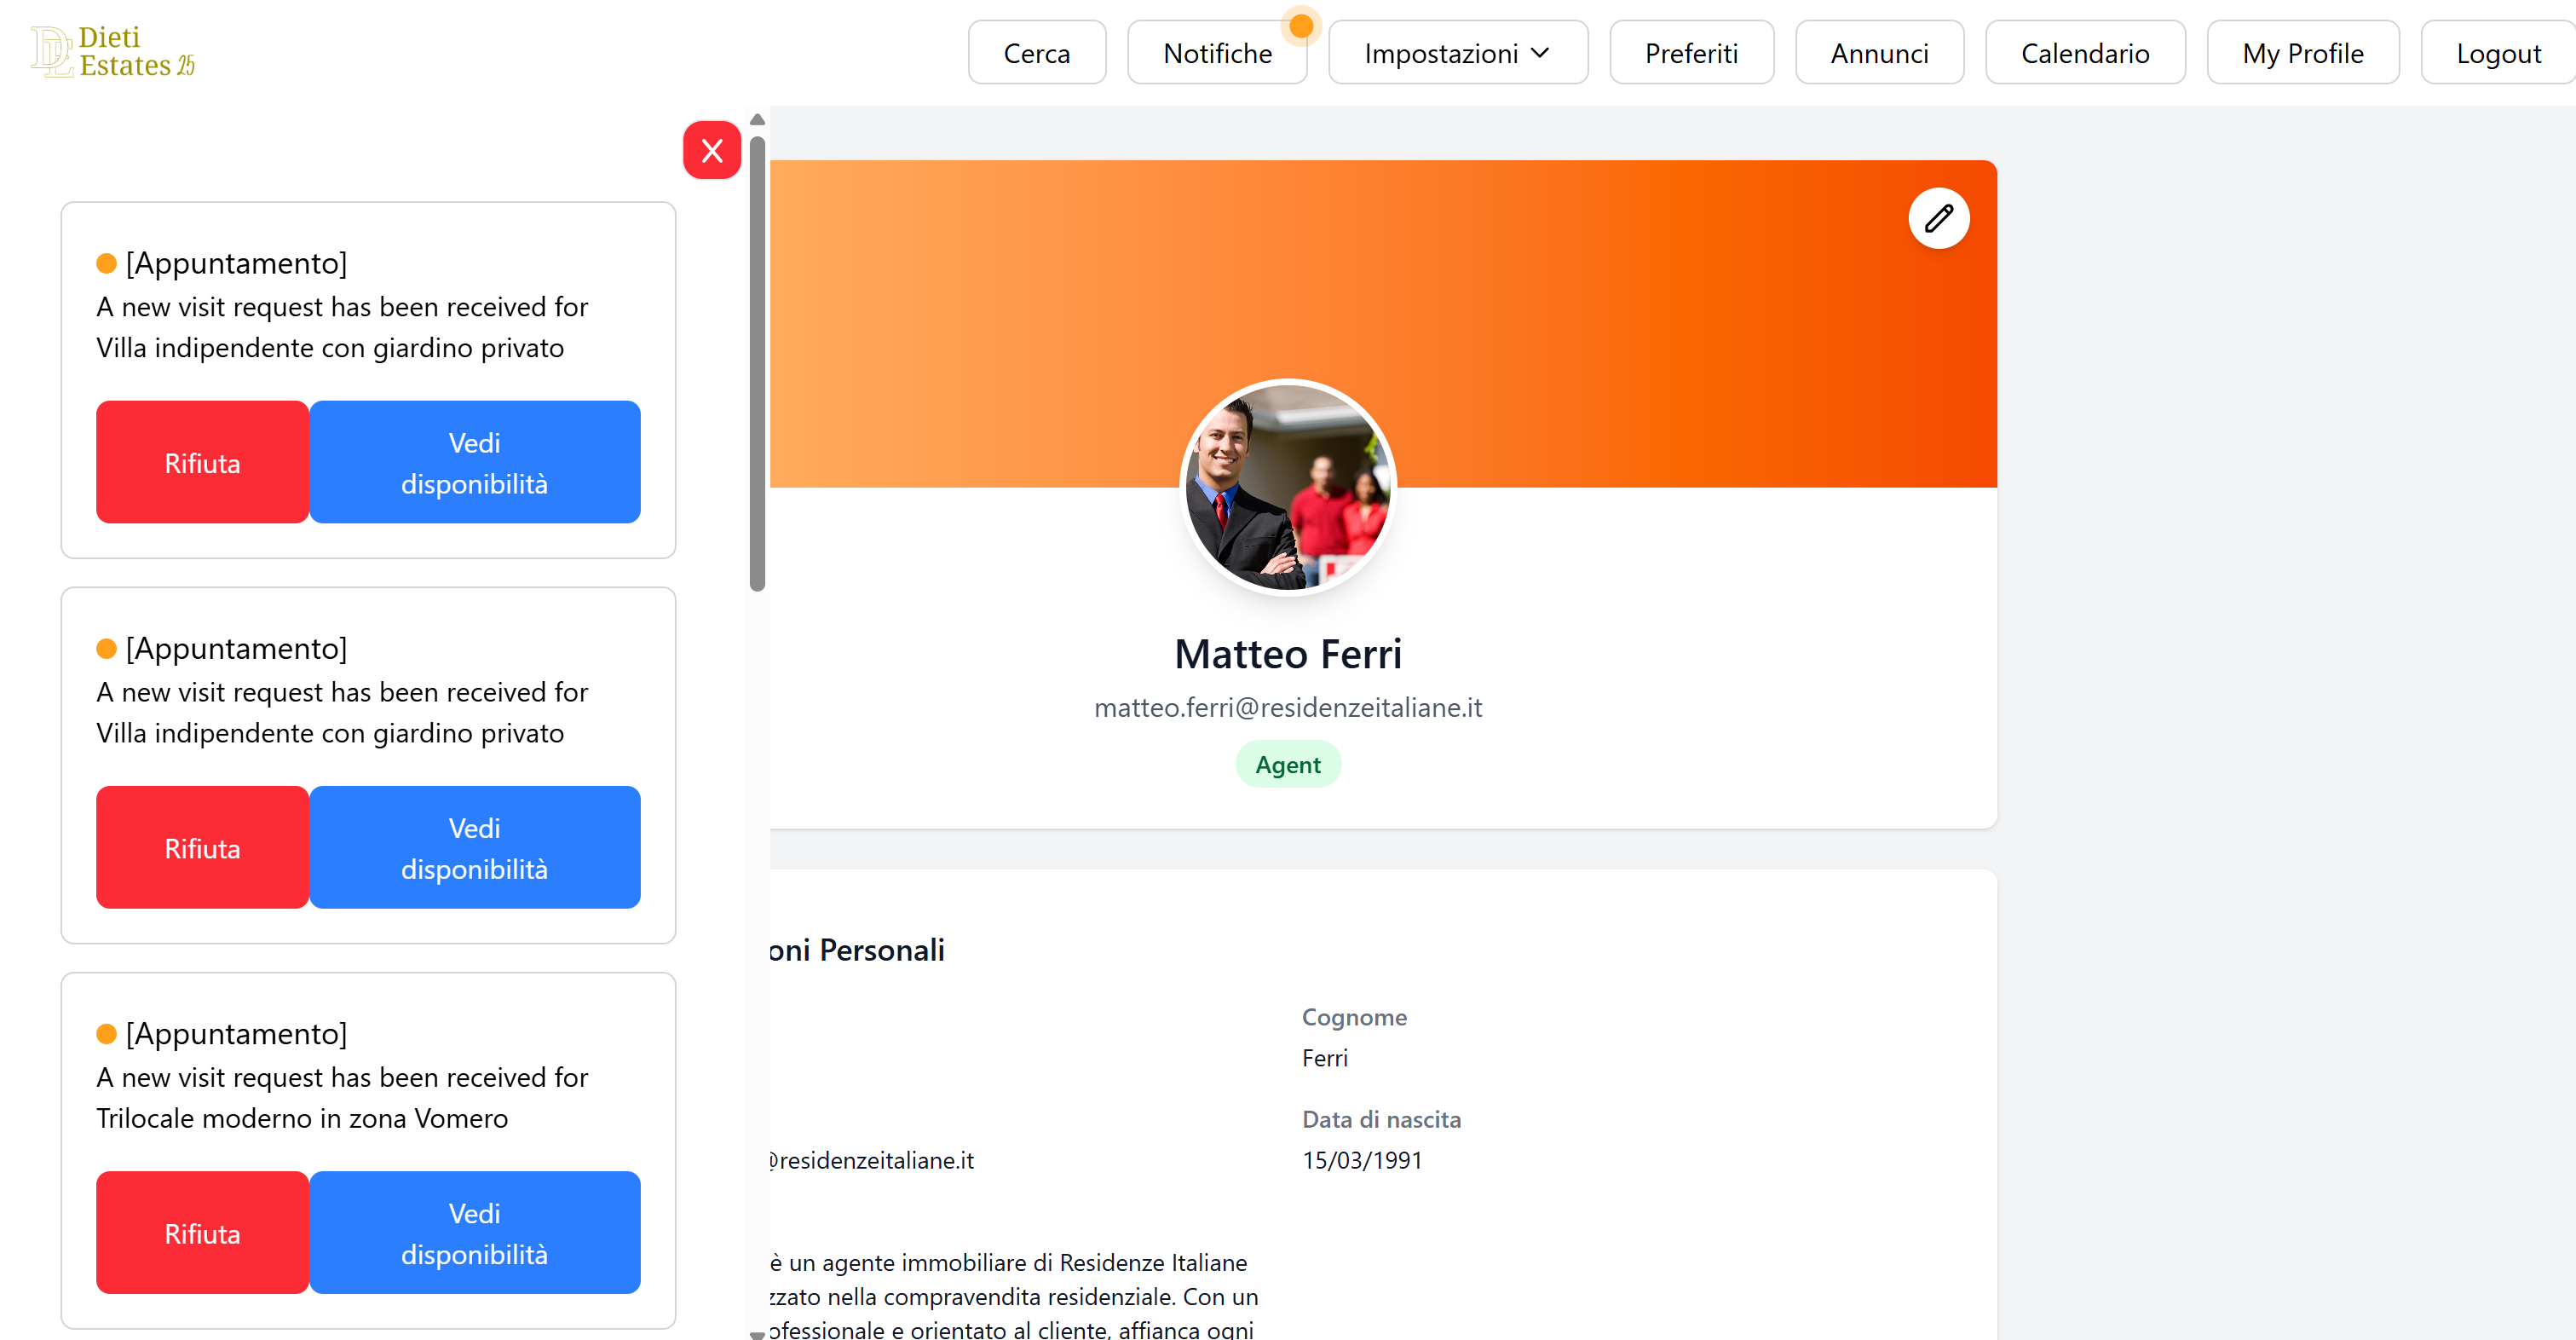 Dieti
Estates 25
Cerca
Notifiche
Impostazioni
Preferiti
Annunci
Calendario
My Profile
Logout
X
[Appuntamento]
A new visit request has been received for
Villa indipendente con giardino privato
Rifiuta
Vedi
disponibilità
[Appuntamento]
A new visit request has been received for
Villa indipendente con giardino privato
Rifiuta
Vedi
disponibilità
[Appuntamento]
A new visit request has been received for
Trilocale moderno in zona Vomero
Rifiuta
Vedi
disponibilità
Matteo Ferri
matteo.ferri@residenzeitaliane.it
Agent
oni Personali
Cognome
Ferri
Data di nascita
@residenzeitaliane.it
15/03/1991
è un agente immobiliare di Residenze Italiane
zzato nella compravendita residenziale. Con un
ofessionale e orientato al cliente, affianca ogni